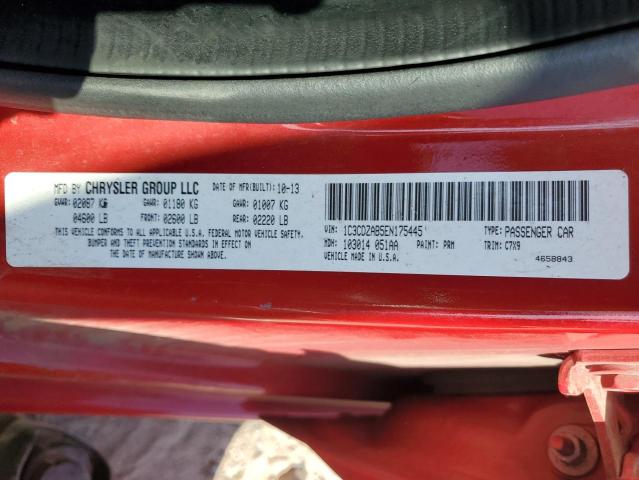 MFD BY CHRYSLER GROUP LLC DATE OF MFR(BUILT): 10-13
GVWR: 02087 KG GAWR: 01180 KG GAWR: 01007 KG
04600 LB FRONT: 02600 LB REAR: 02220 LB
THIS VEHICLE CONFORMS TO ALL APPLICABLE U.S.A. FEDERAL MOTOR VEHICLE SAFETY,
BUMPER AND THEFT PREVENTION STANDARDS IN EFFECT ON
THE DATE OF MANUFACTURE SHOWN ABOVE.
VIN: 1C3CDZAB5EN175445 TYPE: PASSENGER CAR
MDH: 103014 051AA PAINT: PRM TRIM: C7X9
VEHICLE MADE IN U.S.A.
4658843